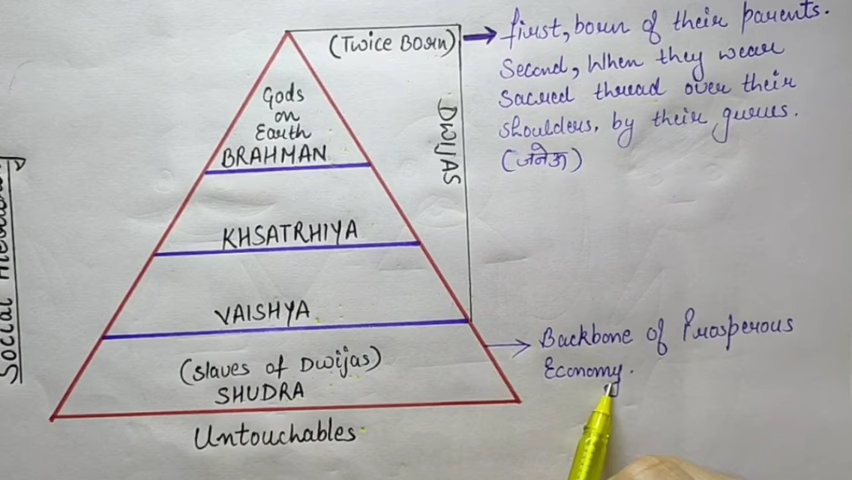 (Twice Born)
first, born of their parents.
Second, When they wear
sacred thread over their
shoulders, by their gurus.
(जनेऊ)
Gods
on
Earth
BRAHMAN
DWIJAS
KHSATRHIYA
VAISHYA
(Slaves of Dwijas)
SHUDRA
Untouchables
Backbone of Prosperous
Economy.
Social